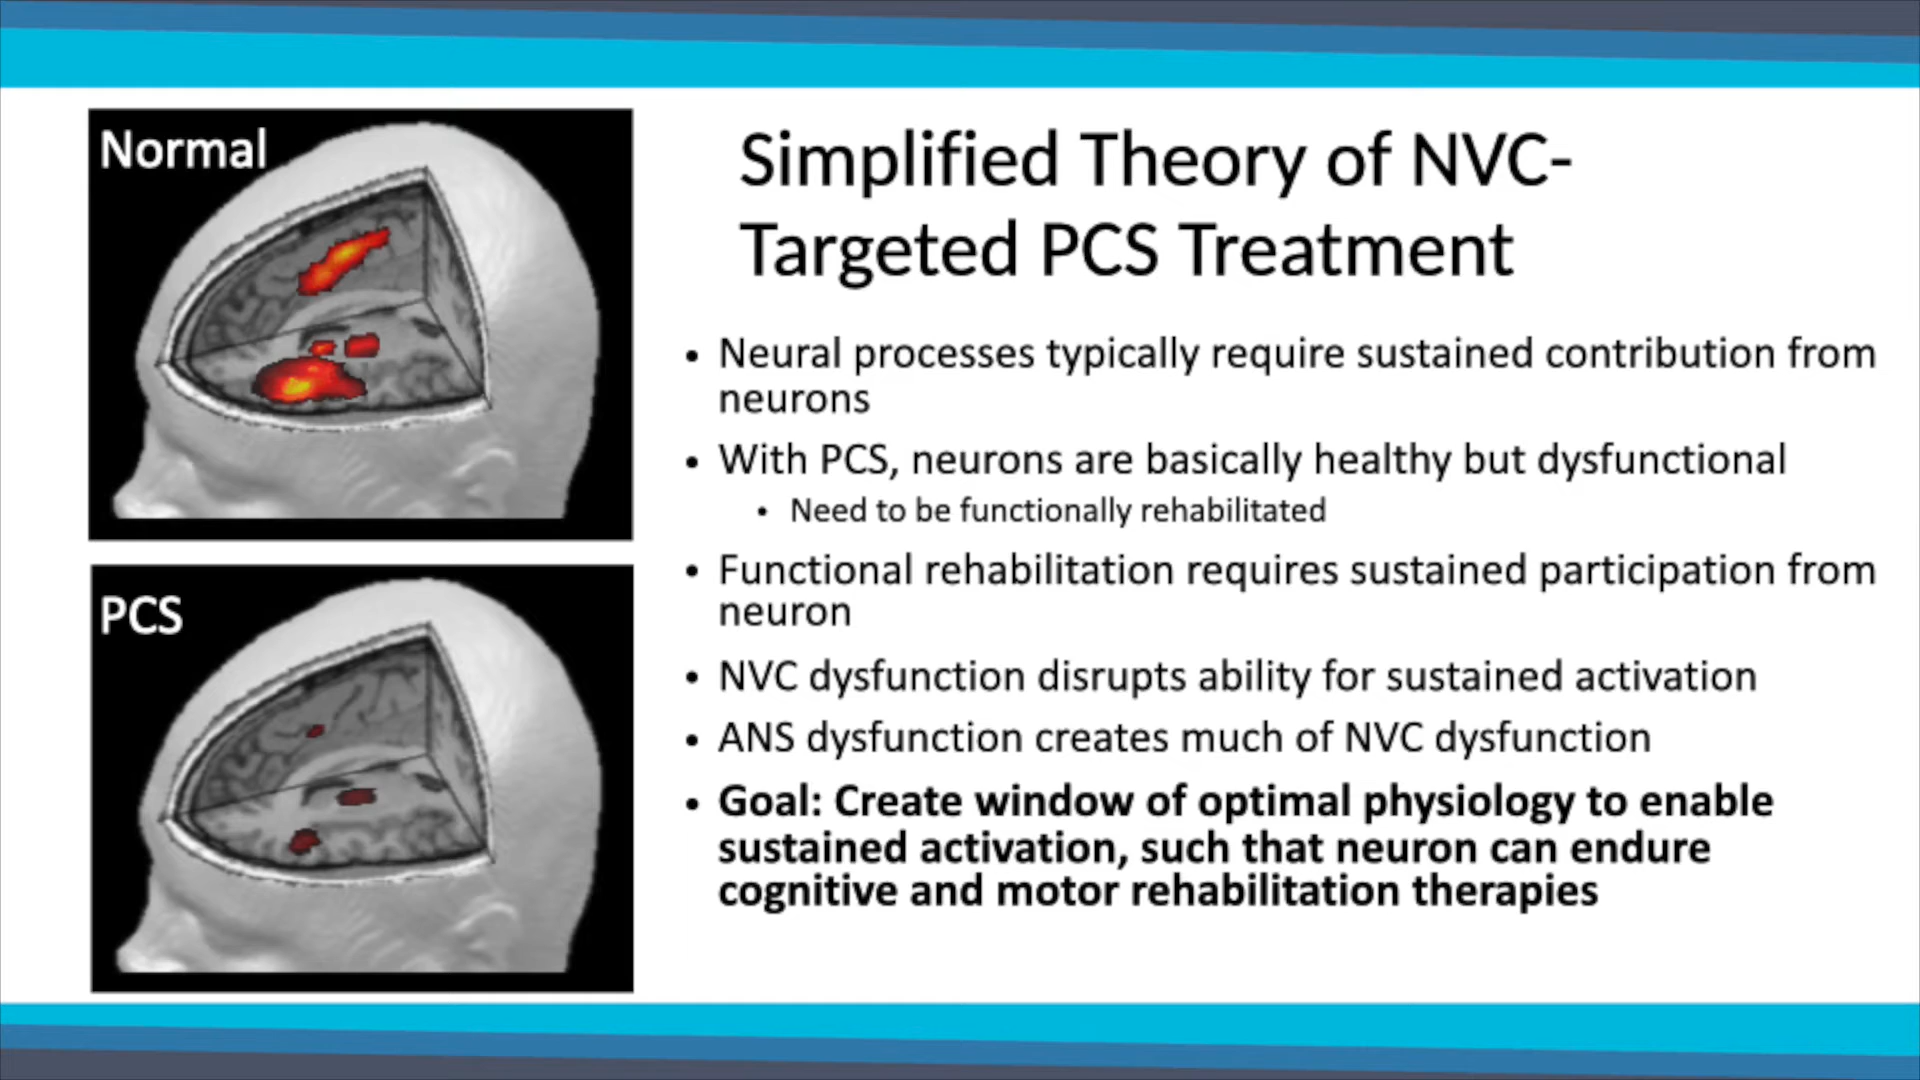 Normal
PCS
Simplified Theory of NVC-
Targeted PCS Treatment
• Neural processes typically require sustained contribution from
neurons
• With PCS, neurons are basically healthy but dysfunctional
• Need to be functionally rehabilitated
• Functional rehabilitation requires sustained participation from
neuron
• NVC dysfunction disrupts ability for sustained activation
• ANS dysfunction creates much of NVC dysfunction
• Goal: Create window of optimal physiology to enable
sustained activation, such that neuron can endure
cognitive and motor rehabilitation therapies